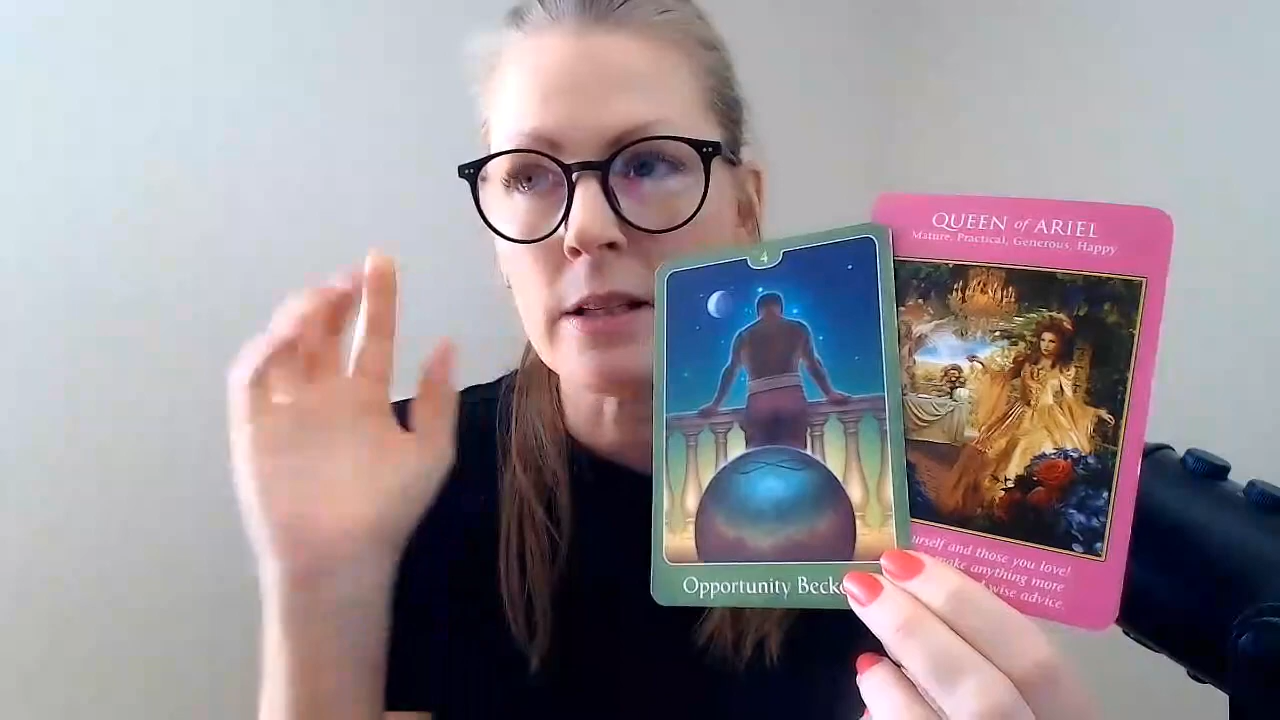 4
Opportunity Beck
QUEEN of ARIEL
Mature, Practical, Generous, Happy
urself and those you love!
make anything more
wise advice.